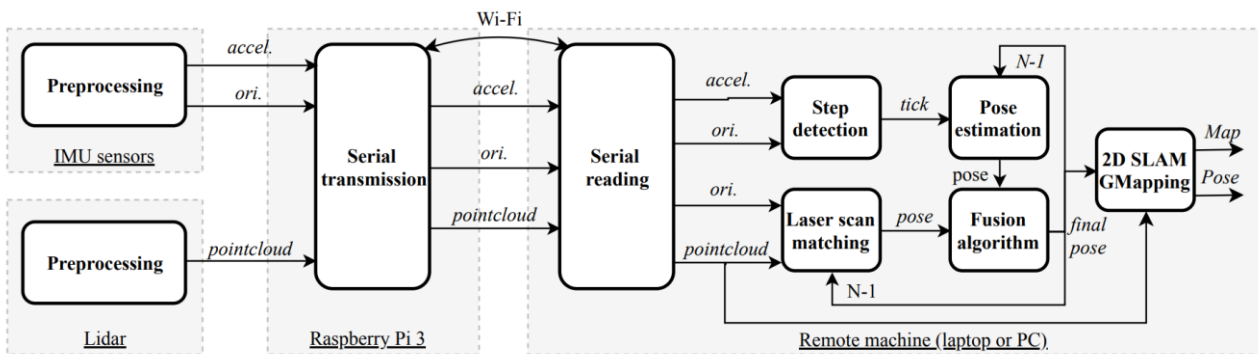 Wi-Fi
Preprocessing
accel.
ori.
IMU sensors
Preprocessing
pointcloud
Lidar
Serial
transmission
Raspberry Pi 3
accel.
ori.
pointcloud
Serial
reading
accel.
ori.
ori.
pointcloud
Step
detection
tick
Pose
estimation
N-1
pose
Laser scan
matching
pose
Fusion
algorithm
final
pose
N-1
2D SLAM
GMapping
Map
Pose
Remote machine (laptop or PC)